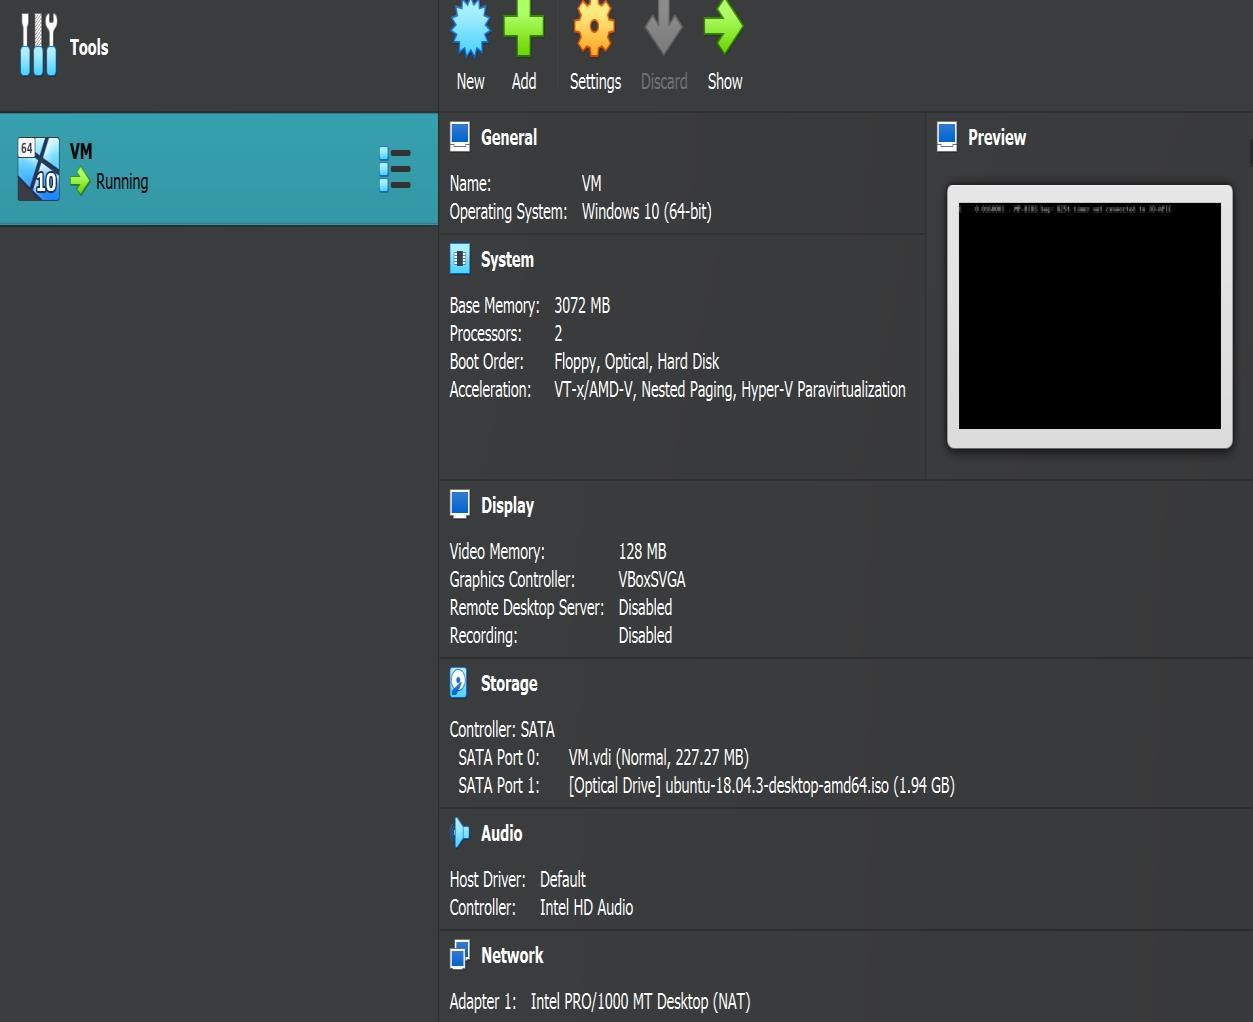 Tools
New Add Settings Discard Show
64
10
VM
Running
General
Name: VM
Operating System: Windows 10 (64-bit)
Preview
System
Base Memory: 3072 MB
Processors: 2
Boot Order: Floppy, Optical, Hard Disk
Acceleration: VT-x/AMD-V, Nested Paging, Hyper-V Paravirtualization
Display
Video Memory: 128 MB
Graphics Controller: VBoxSVGA
Remote Desktop Server: Disabled
Recording: Disabled
Storage
Controller: SATA
SATA Port 0: VM.vdi (Normal, 227.27 MB)
SATA Port 1: [Optical Drive] ubuntu-18.04.3-desktop-amd64.iso (1.94 GB)
Audio
Host Driver: Default
Controller: Intel HD Audio
Network
Adapter 1: Intel PRO/1000 MT Desktop (NAT)